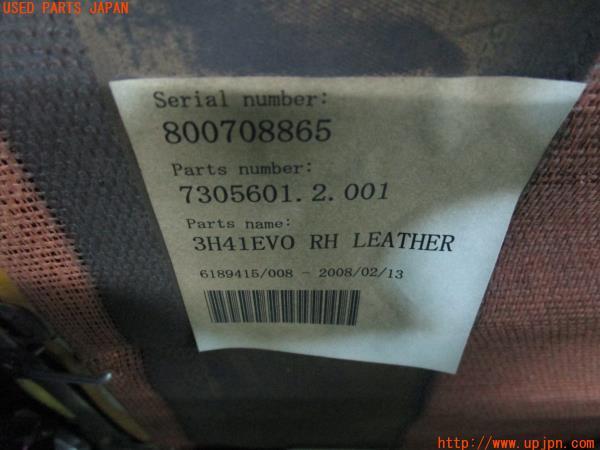 USED PARTS JAPAN
Serial number:
800708865
Parts number:
7305601.2.001
Parts name:
3H41EVO RH LEATHER
6189415/008 - 2008/02/13
http://www.upjpn.com